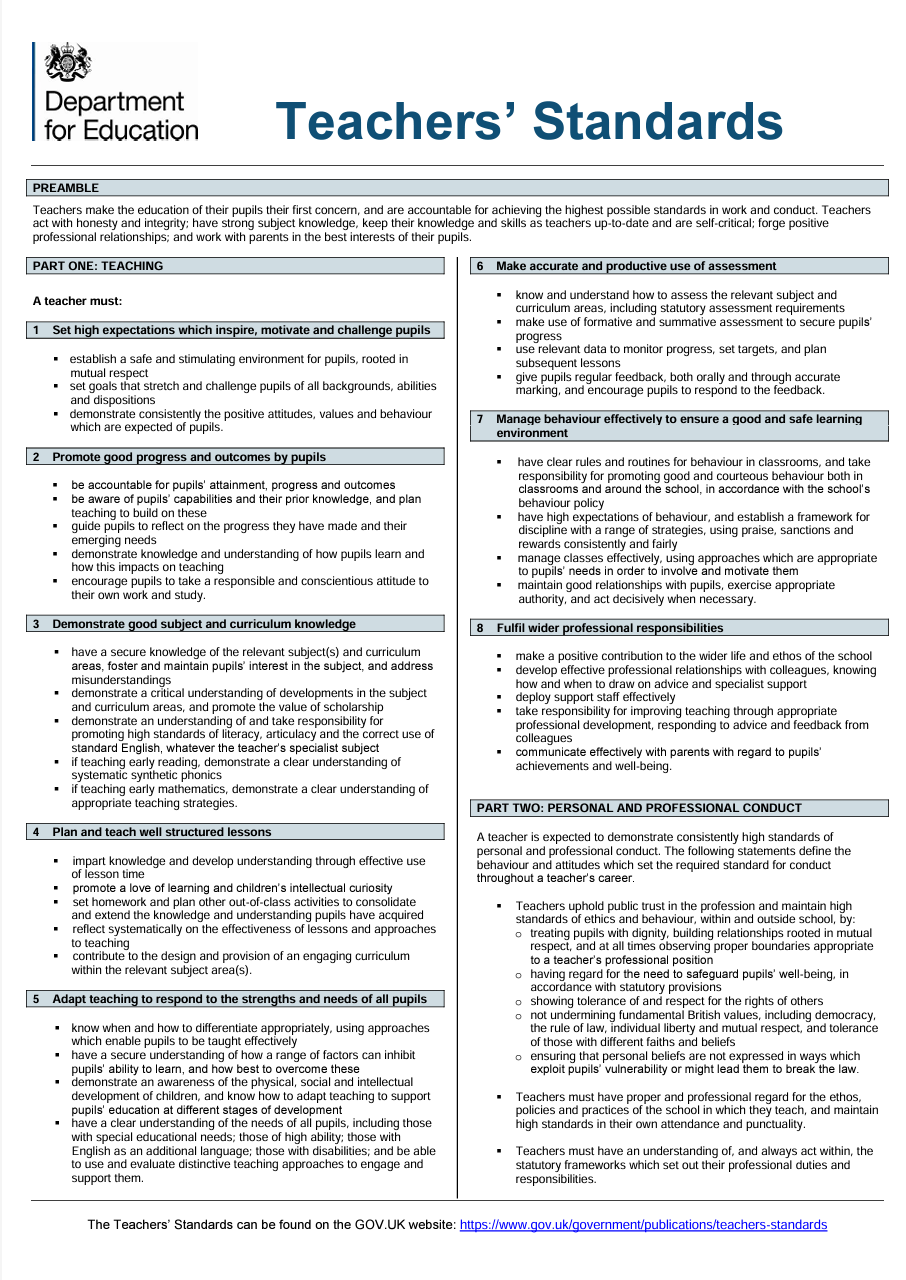 Department
for Education
Teachers’ Standards
PREAMBLE
Teachers make the education of their pupils their first concern, and are accountable for achieving the highest possible standards in work and conduct. Teachers
act with honesty and integrity; have strong subject knowledge, keep their knowledge and skills as teachers up-to-date and are self-critical; forge positive
professional relationships; and work with parents in the best interests of their pupils.
PART ONE: TEACHING
A teacher must:
1 Set high expectations which inspire, motivate and challenge pupils
▪ establish a safe and stimulating environment for pupils, rooted in
mutual respect
▪ set goals that stretch and challenge pupils of all backgrounds, abilities
and dispositions
▪ demonstrate consistently the positive attitudes, values and behaviour
which are expected of pupils.
2 Promote good progress and outcomes by pupils
▪ be accountable for pupils’ attainment, progress and outcomes
▪ be aware of pupils’ capabilities and their prior knowledge, and plan
teaching to build on these
▪ guide pupils to reflect on the progress they have made and their
emerging needs
▪ demonstrate knowledge and understanding of how pupils learn and
how this impacts on teaching
▪ encourage pupils to take a responsible and conscientious attitude to
their own work and study.
3 Demonstrate good subject and curriculum knowledge
▪ have a secure knowledge of the relevant subject(s) and curriculum
areas, foster and maintain pupils’ interest in the subject, and address
misunderstandings
▪ demonstrate a critical understanding of developments in the subject
and curriculum areas, and promote the value of scholarship
▪ demonstrate an understanding of and take responsibility for
promoting high standards of literacy, articulacy and the correct use of
standard English, whatever the teacher’s specialist subject
▪ if teaching early reading, demonstrate a clear understanding of
systematic synthetic phonics
▪ if teaching early mathematics, demonstrate a clear understanding of
appropriate teaching strategies.
4 Plan and teach well structured lessons
▪ impart knowledge and develop understanding through effective use
of lesson time
▪ promote a love of learning and children’s intellectual curiosity
▪ set homework and plan other out-of-class activities to consolidate
and extend the knowledge and understanding pupils have acquired
▪ reflect systematically on the effectiveness of lessons and approaches
to teaching
▪ contribute to the design and provision of an engaging curriculum
within the relevant subject area(s).
5 Adapt teaching to respond to the strengths and needs of all pupils
▪ know when and how to differentiate appropriately, using approaches
which enable pupils to be taught effectively
▪ have a secure understanding of how a range of factors can inhibit
pupils’ ability to learn, and how best to overcome these
▪ demonstrate an awareness of the physical, social and intellectual
development of children, and know how to adapt teaching to support
pupils’ education at different stages of development
▪ have a clear understanding of the needs of all pupils, including those
with special educational needs; those of high ability; those with
English as an additional language; those with disabilities; and be able
to use and evaluate distinctive teaching approaches to engage and
support them.
6 Make accurate and productive use of assessment
▪ know and understand how to assess the relevant subject and
curriculum areas, including statutory assessment requirements
▪ make use of formative and summative assessment to secure pupils’
progress
▪ use relevant data to monitor progress, set targets, and plan
subsequent lessons
▪ give pupils regular feedback, both orally and through accurate
marking, and encourage pupils to respond to the feedback.
7 Manage behaviour effectively to ensure a good and safe learning
environment
▪ have clear rules and routines for behaviour in classrooms, and take
responsibility for promoting good and courteous behaviour both in
classrooms and around the school, in accordance with the school’s
behaviour policy
▪ have high expectations of behaviour, and establish a framework for
discipline with a range of strategies, using praise, sanctions and
rewards consistently and fairly
▪ manage classes effectively, using approaches which are appropriate
to pupils’ needs in order to involve and motivate them
▪ maintain good relationships with pupils, exercise appropriate
authority, and act decisively when necessary.
8 Fulfil wider professional responsibilities
▪ make a positive contribution to the wider life and ethos of the school
▪ develop effective professional relationships with colleagues, knowing
how and when to draw on advice and specialist support
▪ deploy support staff effectively
▪ take responsibility for improving teaching through appropriate
professional development, responding to advice and feedback from
colleagues
▪ communicate effectively with parents with regard to pupils’
achievements and well-being.
PART TWO: PERSONAL AND PROFESSIONAL CONDUCT
A teacher is expected to demonstrate consistently high standards of
personal and professional conduct. The following statements define the
behaviour and attitudes which set the required standard for conduct
throughout a teacher’s career.
▪ Teachers uphold public trust in the profession and maintain high
standards of ethics and behaviour, within and outside school, by:
o treating pupils with dignity, building relationships rooted in mutual
respect, and at all times observing proper boundaries appropriate
to a teacher’s professional position
o having regard for the need to safeguard pupils’ well-being, in
accordance with statutory provisions
o showing tolerance of and respect for the rights of others
o not undermining fundamental British values, including democracy,
the rule of law, individual liberty and mutual respect, and tolerance
of those with different faiths and beliefs
o ensuring that personal beliefs are not expressed in ways which
exploit pupils’ vulnerability or might lead them to break the law.
▪ Teachers must have proper and professional regard for the ethos,
policies and practices of the school in which they teach, and maintain
high standards in their own attendance and punctuality.
▪ Teachers must have an understanding of, and always act within, the
statutory frameworks which set out their professional duties and
responsibilities.
The Teachers’ Standards can be found on the GOV.UK website: https://www.gov.uk/government/publications/teachers-standards